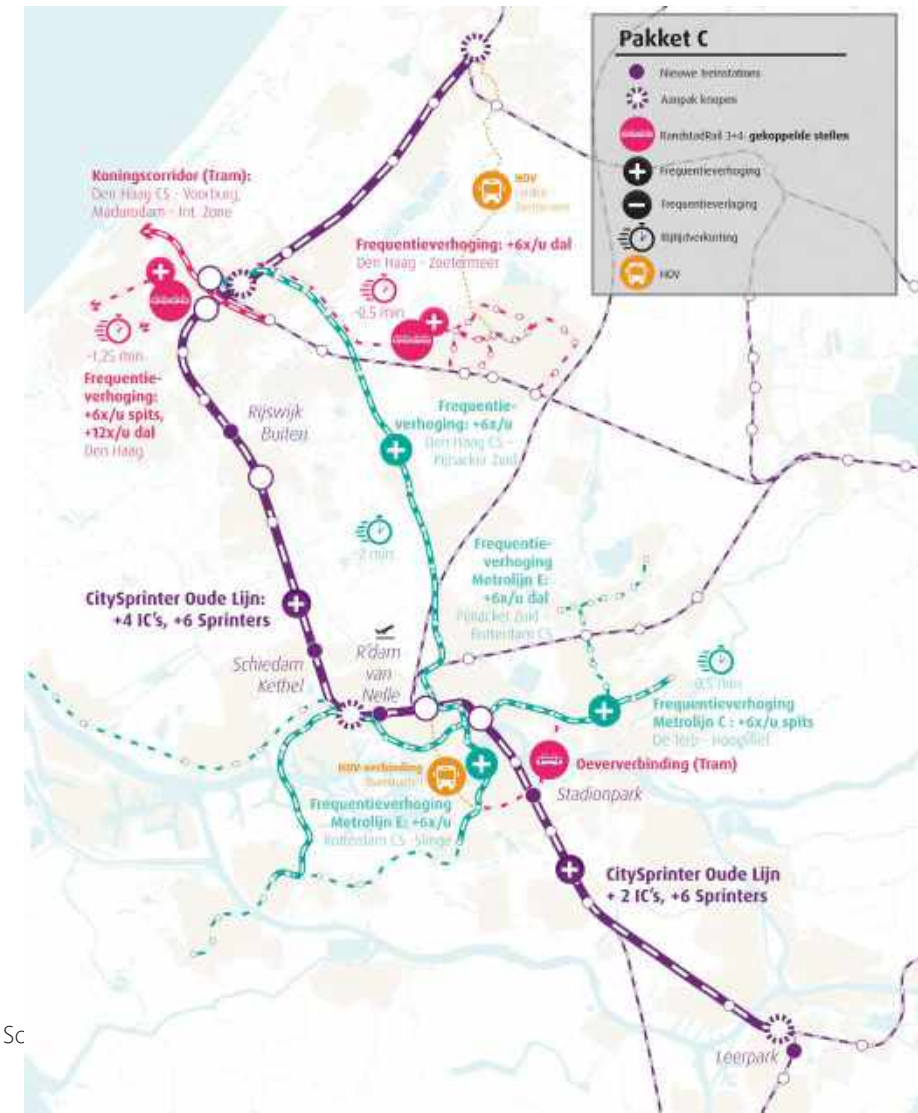 Pakket C
Nieuwe treinstations
Aanpak knopen
RandstadRail 3+4: gekoppelde stellen
Frequentieverhoging
Frequentieverlaging
Rijtijdverkorting
HOV
Koningscorridor (Tram):
Den Haag CS - Voorburg,
Madurodam - Int. Zone
HOV
Frequentieverhoging: +6x/u dal
Den Haag - Zoetermeer
-0,5 min
-1,25 min
Frequentie-
verhoging:
+6x/u spits,
+12x/u dal
Den Haag
Rijswijk
Buiten
Frequentie-
verhoging: +6x/u
Den Haag CS -
Pijnacker Zuid
-2 min
Frequentie-
verhoging
Metrolijn E:
+6x/u dal
Pijnacker Zuid -
Rotterdam CS
CitySprinter Oude Lijn:
+4 IC's, +6 Sprinters
Schiedam
Kethel
R'dam
van
Nelle
-0,5 min
Frequentieverhoging
Metrolijn C : +6x/u spits
De Terp - Hoogvliet
HOV-verbinding
Oeververbinding (Tram)
Stadionpark
Frequentieverhoging
Metrolijn E: +6x/u
Rotterdam CS -Slinge
CitySprinter Oude Lijn
+ 2 IC's, +6 Sprinters
Sc
Leerpark